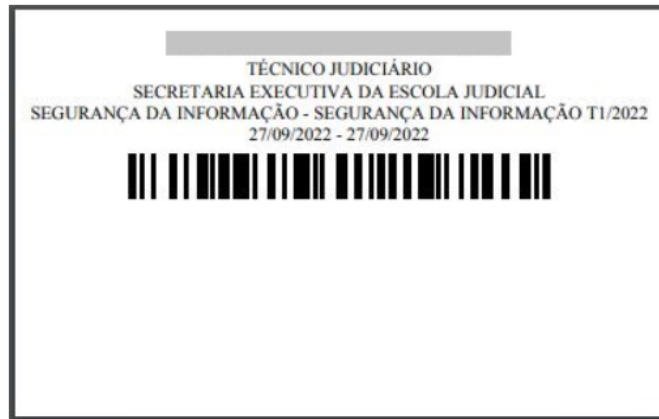 TÉCNICO JUDICIÁRIO
SECRETARIA EXECUTIVA DA ESCOLA JUDICIAL
SEGURANÇA DA INFORMAÇÃO - SEGURANÇA DA INFORMAÇÃO T1/2022
27/09/2022 - 27/09/2022